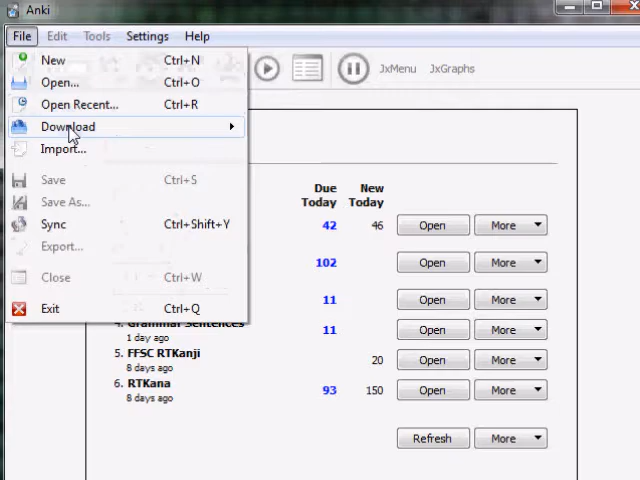 Anki
File Edit Tools Settings Help
New Ctrl+N
Open... Ctrl+O
Open Recent... Ctrl+R
Download
Import...
Save Ctrl+S
Save As...
Sync Ctrl+Shift+Y
Export...
Close Ctrl+W
Exit Ctrl+Q
JxMenu JxGraphs
Due Today New Today
42 46 Open More
102 Open More
11 Open More
4. Grammar Sentences 11 Open More
1 day ago
5. FFSC RTKanji 20 Open More
8 days ago
6. RTKana 93 150 Open More
8 days ago
Refresh More